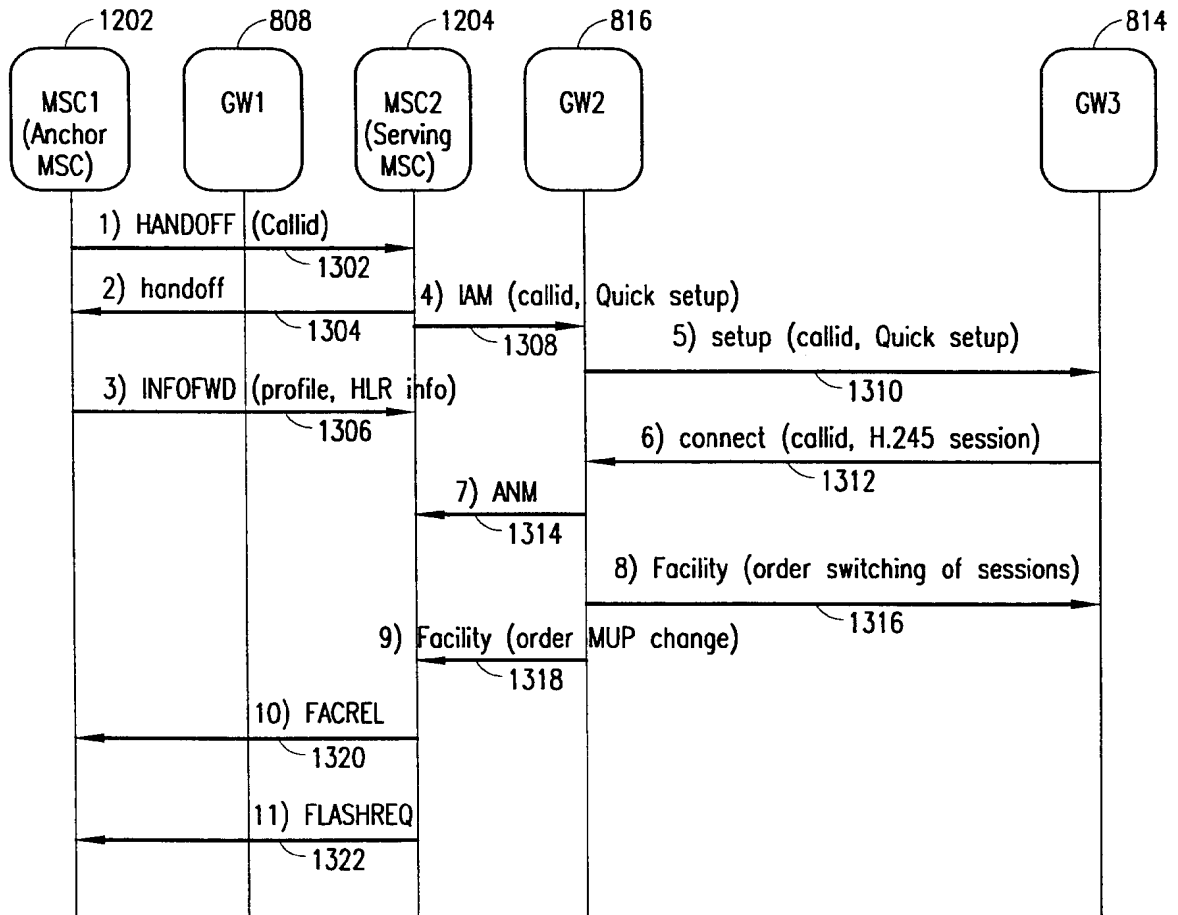 1202
808
1204
816
814
MSC1
(Anchor
MSC)
GW1
MSC2
(Serving
MSC)
GW2
GW3
1) HANDOFF (Callid)
1302
2) handoff
1304
4) IAM (callid, Quick setup)
1308
5) setup (callid, Quick setup)
1310
3) INFOFWD (profile, HLR info)
1306
6) connect (callid, H.245 session)
1312
7) ANM
1314
8) Facility (order switching of sessions)
1316
9) Facility (order MUP change)
1318
10) FACREL
1320
11) FLASHREQ
1322